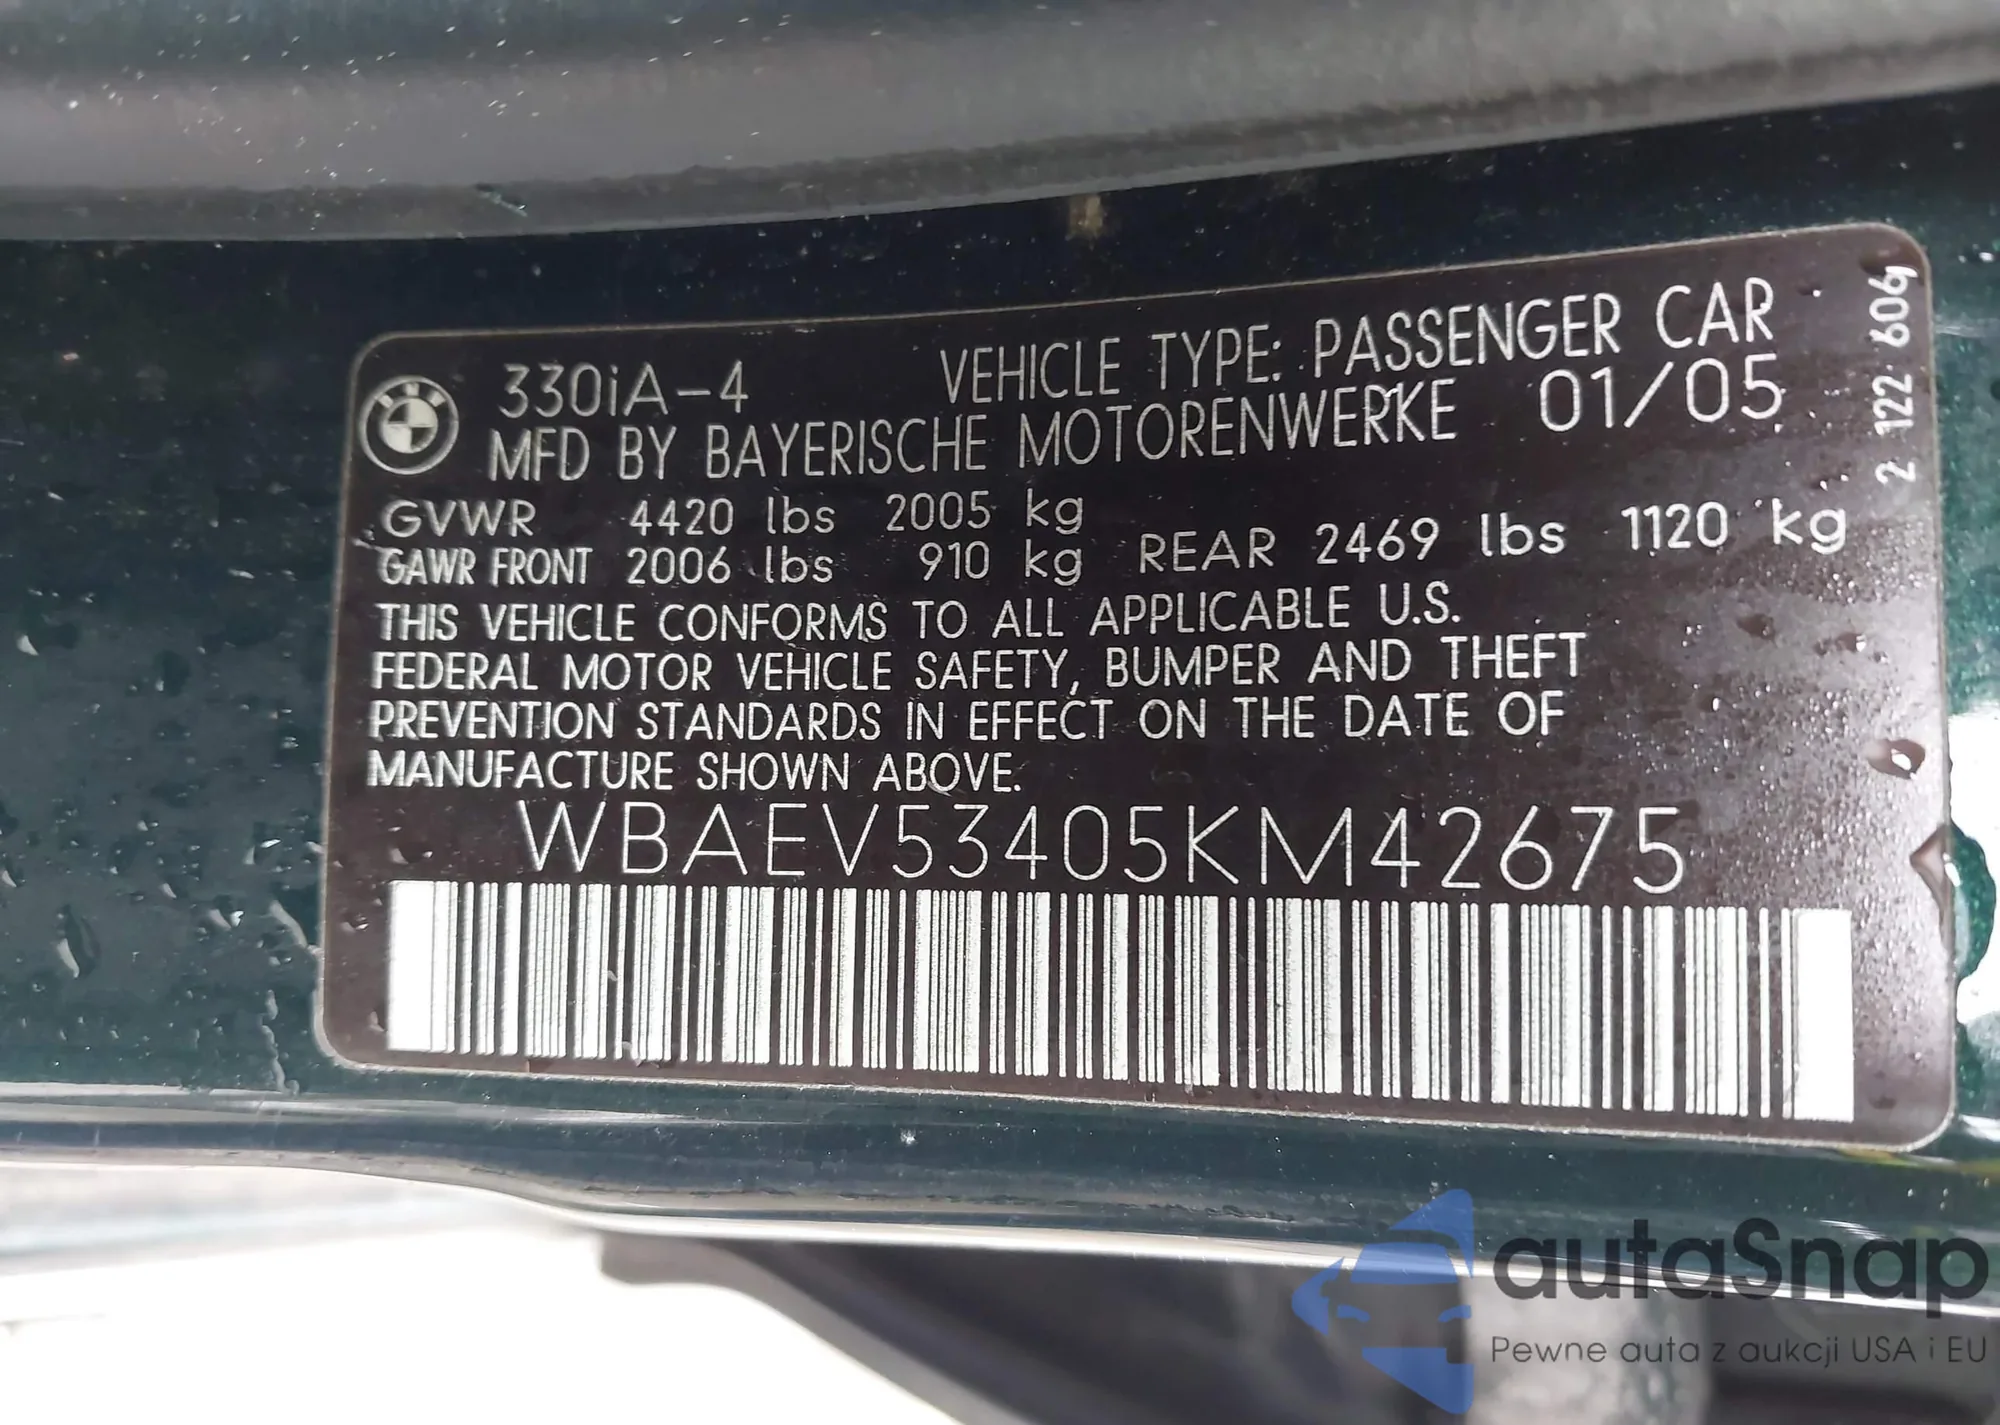 330iA-4 VEHICLE TYPE: PASSENGER CAR
MFD BY BAYERISCHE MOTORENWERKE 01/05
GVWR 4420 lbs 2005 kg
GAWR FRONT 2006 lbs 910 kg REAR 2469 lbs 1120 kg
THIS VEHICLE CONFORMS TO ALL APPLICABLE U.S.
FEDERAL MOTOR VEHICLE SAFETY, BUMPER AND THEFT
PREVENTION STANDARDS IN EFFECT ON THE DATE OF
MANUFACTURE SHOWN ABOVE.
WBAEV53405KM42675
2 122 606
BMW
autaSnap
Pewne auta z aukcji USA i EU